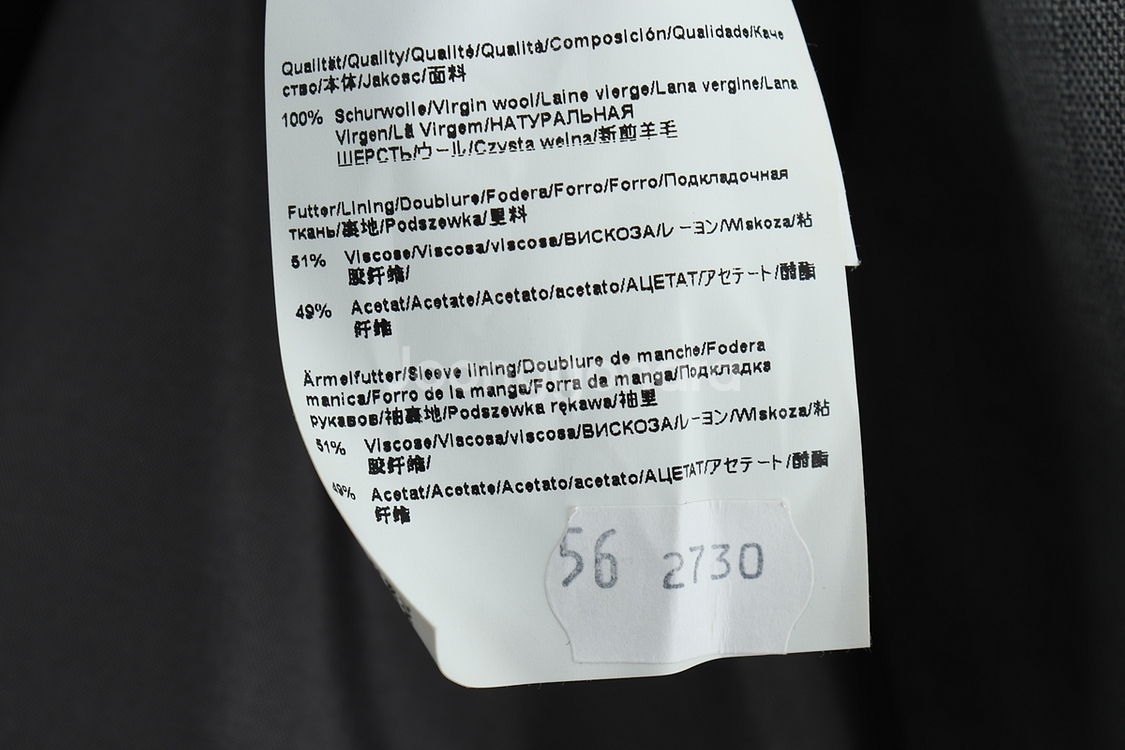 Qualität/Quality/Qualité/Qualità/Composición/Qualidade/Каче
ство/本体/Jakosc/面料
100% Schurwolle/Virgin wool/Laine vierge/Lana vergine/Lana
Virgen/Lã Virgem/НАТУРАЛЬНАЯ
ШЕРСТЬ/ウール/Czysta welna/新剪羊毛
Futter/Lining/Doublure/Fodera/Forro/Forro/Подкладочная
ткань/裏地/Podszewka/里料
51% Viscose/Viscosa/viscosa/ВИСКОЗА/レーヨン/Wiskoza/粘
胶纤维/
49% Acetat/Acetate/Acetato/acetato/АЦЕТАТ/アセテート/醋酯
纤维
Ärmelfutter/Sleeve lining/Doublure de manche/Fodera
manica/Forro de la manga/Forra da manga/Подкладка
рукавов/袖裏地/Podszewka rękawa/袖里
51% Viscose/Viscosa/viscosa/ВИСКОЗА/レーヨン/Wiskoza/粘
胶纤维/
49% Acetat/Acetate/Acetato/acetato/АЦЕТАТ/アセテート/醋酯
纤维
56 2730